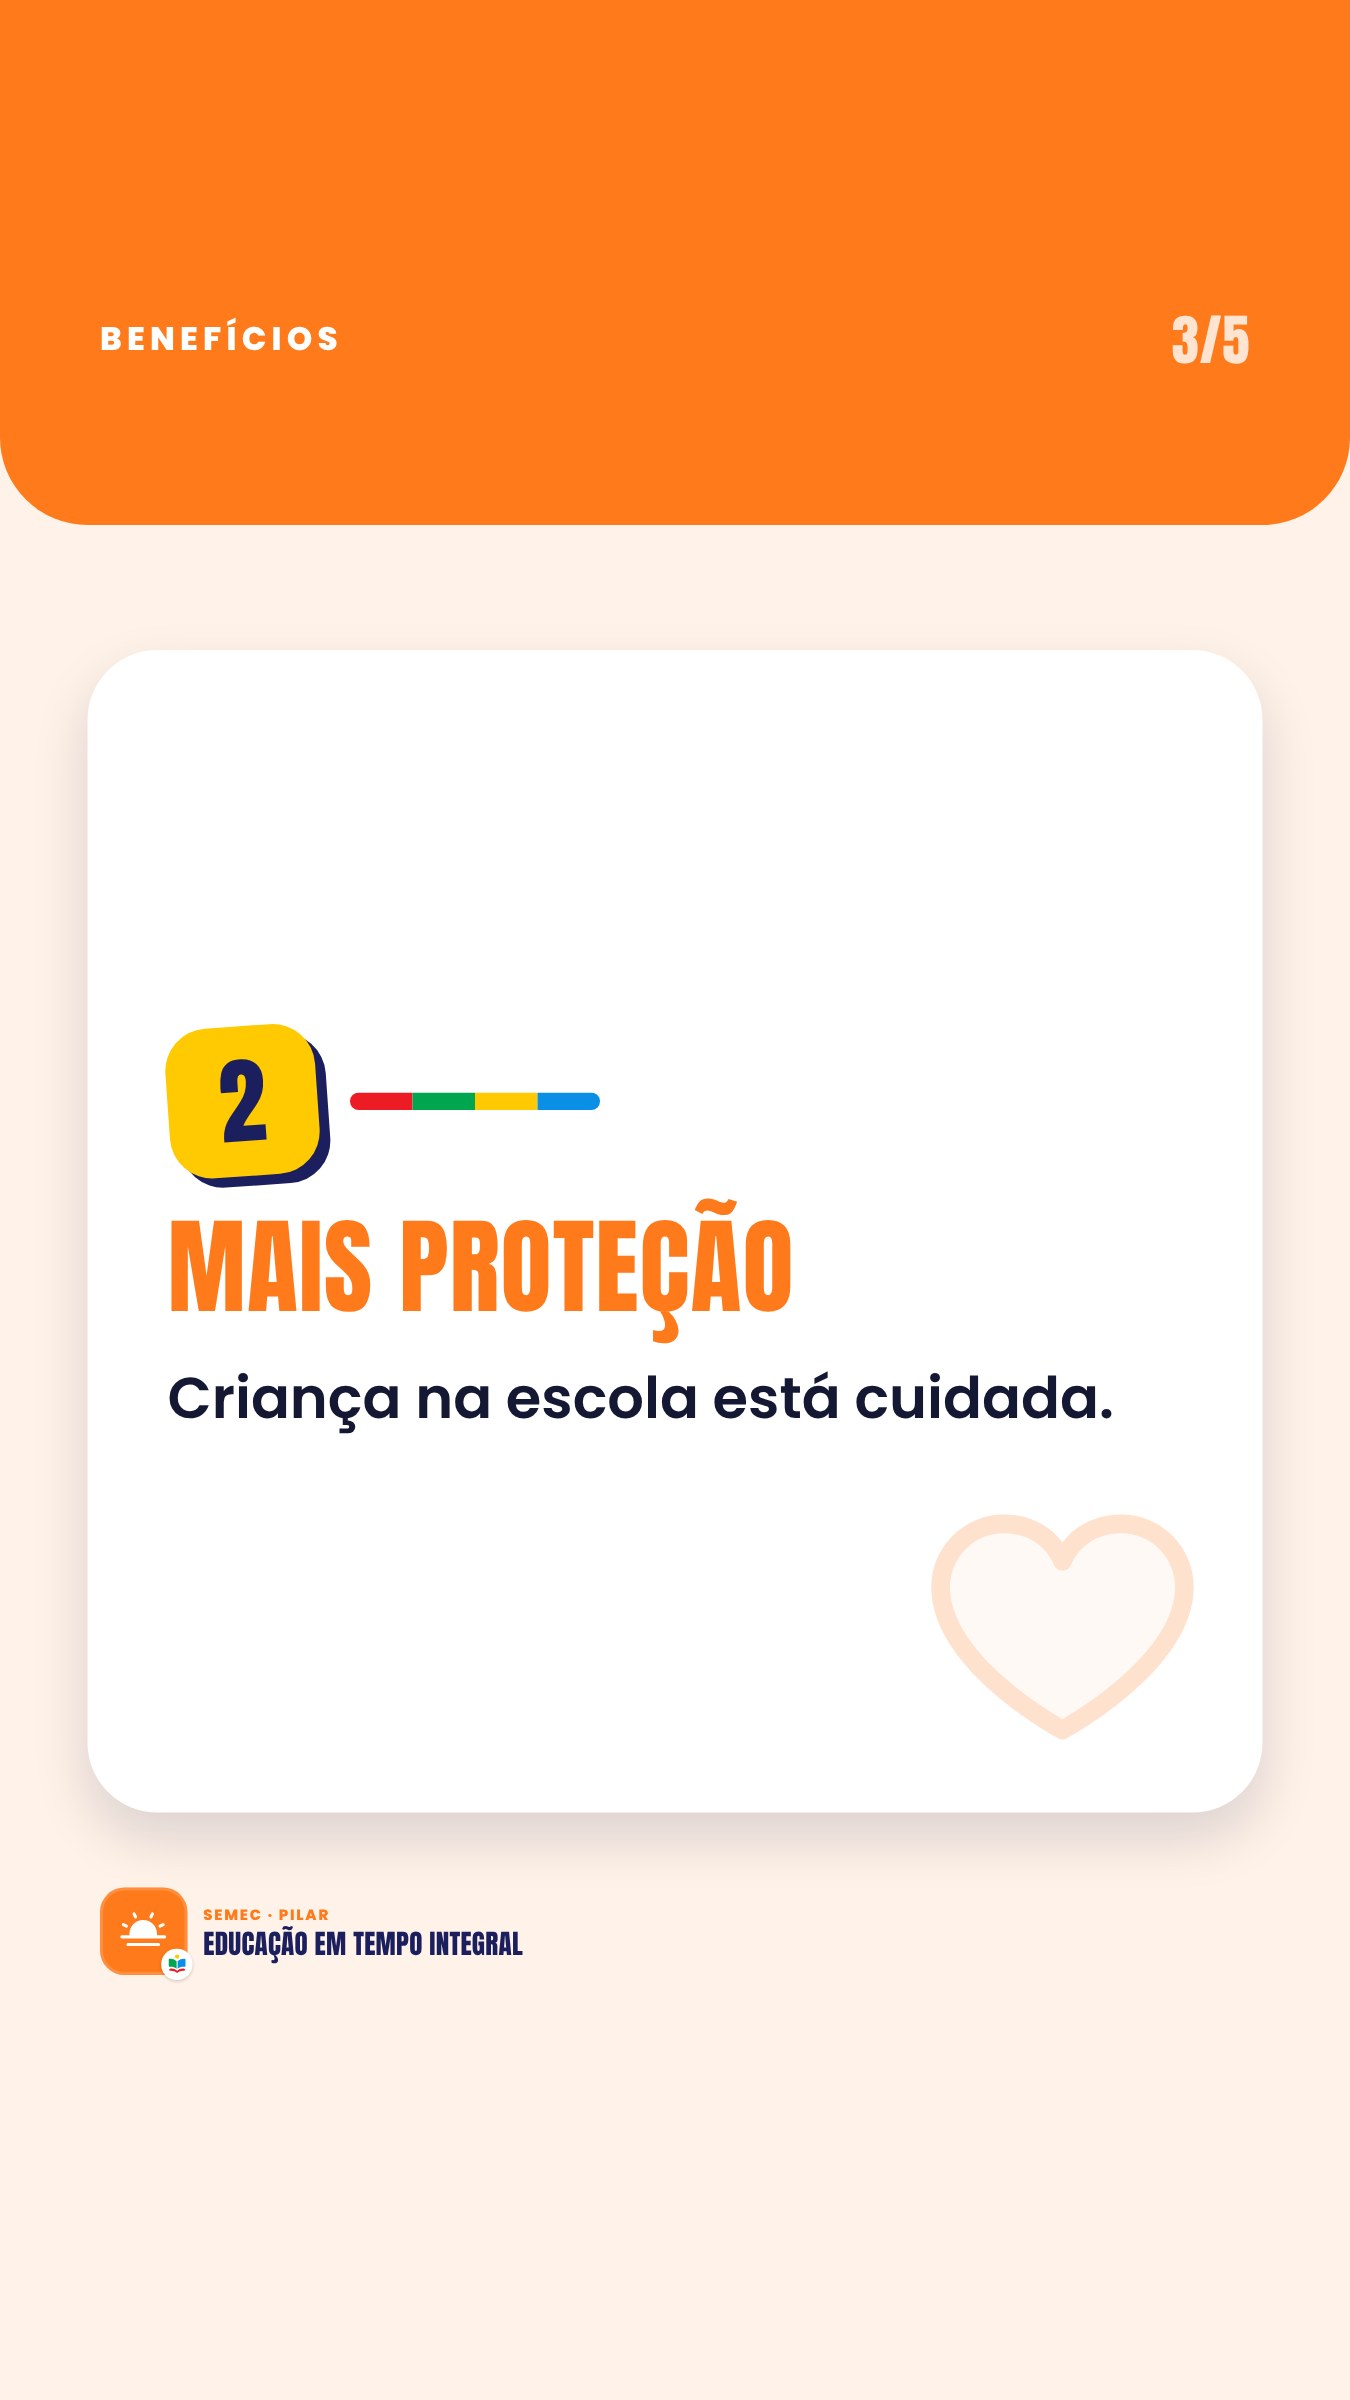 BENEFÍCIOS
3/5
2
MAIS PROTEÇÃO
Criança na escola está cuidada.
SEMEC · PILAR
EDUCAÇÃO EM TEMPO INTEGRAL